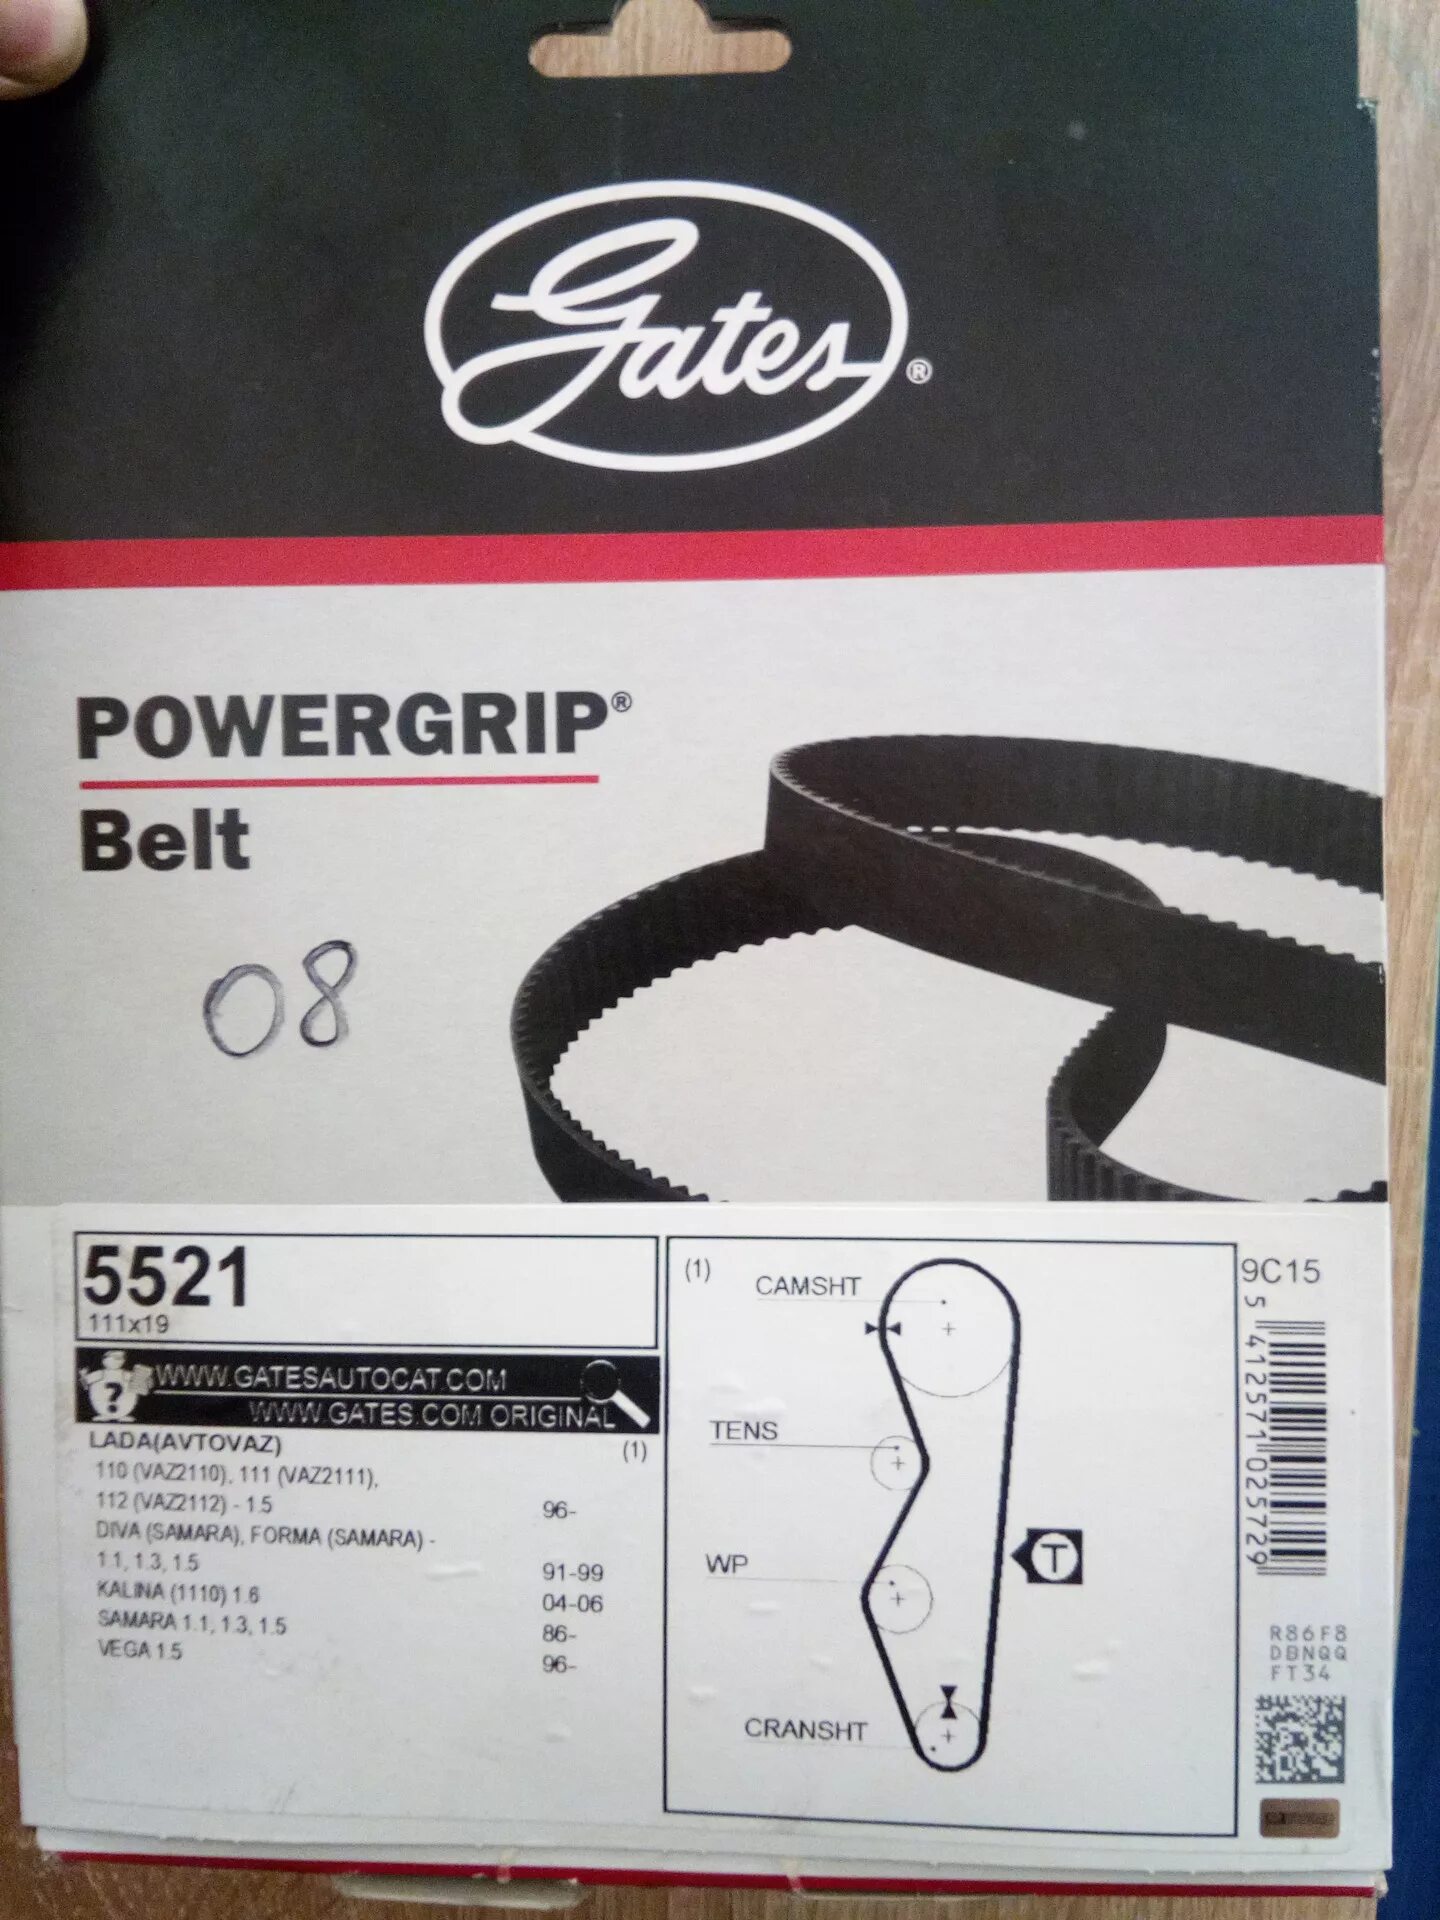 Gates®
POWERGRIP®
Belt
08
5521
111x19
WWW.GATESAUTOCAT.COM
WWW.GATES.COM ORIGINAL
LADA(AVTOVAZ) (1)
110 (VAZ2110), 111 (VAZ2111),
112 (VAZ2112) - 1.5 96-
DIVA (SAMARA), FORMA (SAMARA) -
1.1, 1.3, 1.5 91-99
KALINA (1110) 1.6 04-06
SAMARA 1.1, 1.3, 1.5 86-
VEGA 1.5 96-
(1)
CAMSHT
TENS
WP
T
CRANSHT
9C15
5 412571 025729
R86F8
DBNQQ
FT34